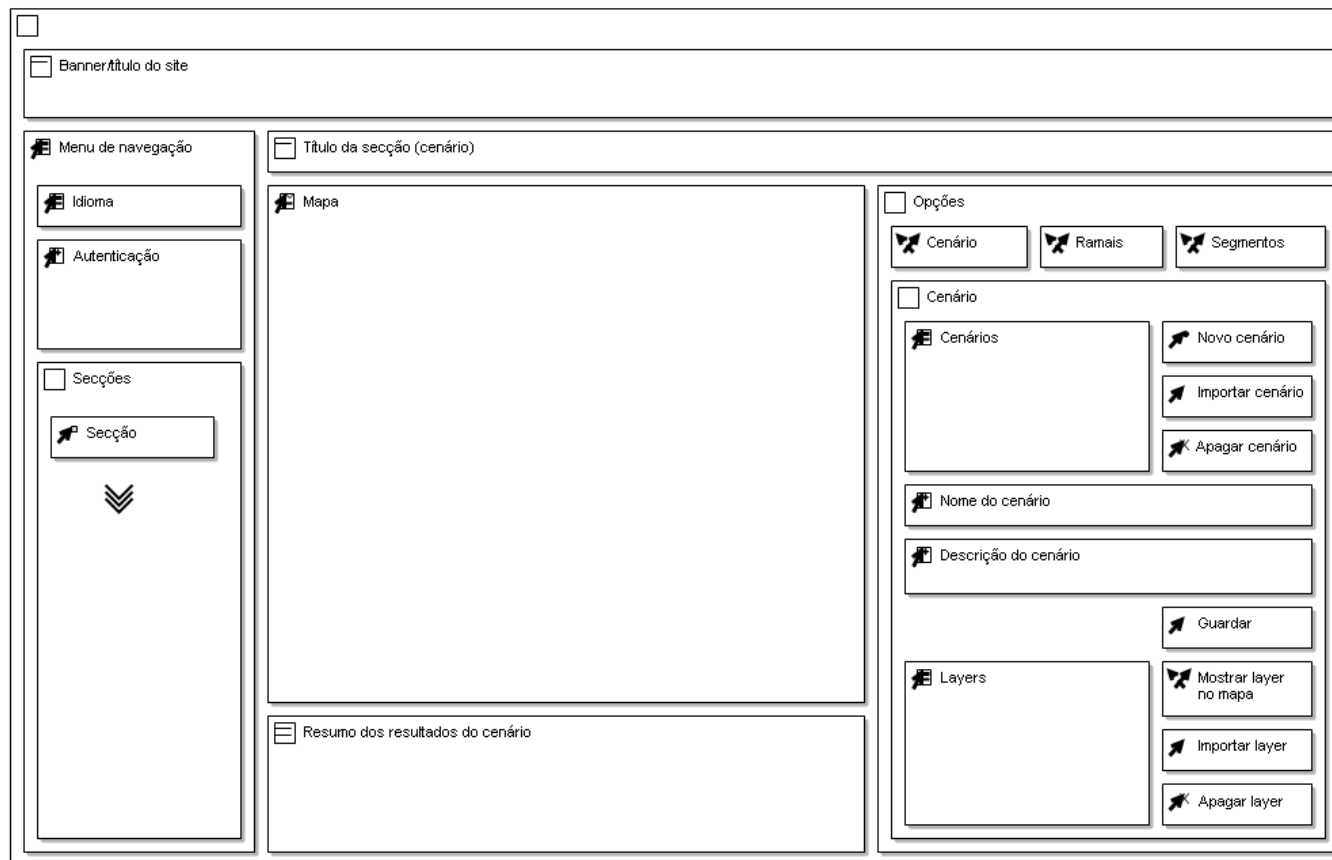 Banner/título do site
Menu de navegação
Título da secção (cenário)
Idioma
Mapa
Opções
Autenticação
Cenário
Ramais
Segmentos
Cenário
Cenários
Novo cenário
Secções
Importar cenário
Secção
Apagar cenário
Nome do cenário
Descrição do cenário
Guardar
Layers
Mostrar layer
no mapa
Resumo dos resultados do cenário
Importar layer
Apagar layer